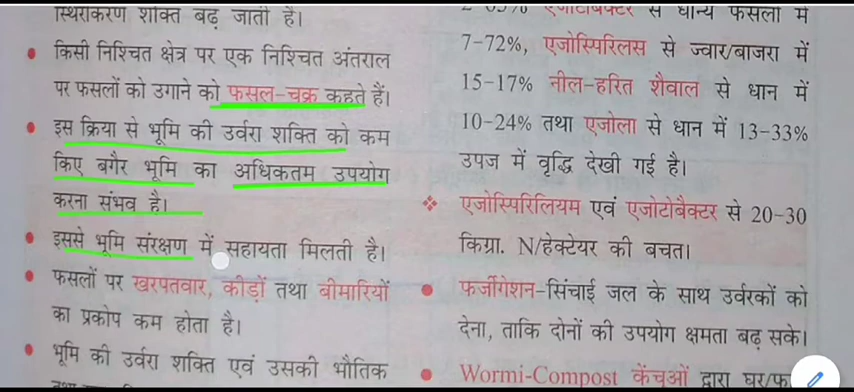 स्थिरीकरण शक्ति बढ़ जाती है।
• किसी निश्चित क्षेत्र पर एक निश्चित अंतराल
पर फसलों को उगाने को फसल-चक्र कहते हैं।
• इस क्रिया से भूमि की उर्वरा शक्ति को कम
किए बगैर भूमि का अधिकतम उपयोग
करना संभव है।
• इससे भूमि संरक्षण में सहायता मिलती है।
• फसलों पर खरपतवार, कीड़ों तथा बीमारियों
का प्रकोप कम होता है।
• भूमि की उर्वरा शक्ति एवं उसकी भौतिक
एजोटोबैक्टर से धान्य फसलों में
7-72%, एजोस्पिरिलस से ज्वार/बाजरा में
15-17% नील-हरित शैवाल से धान में
10-24% तथा एजोला से धान में 13-33%
उपज में वृद्धि देखी गई है।
❖ एजोस्पिरिलियम एवं एजोटोबैक्टर से 20-30
किग्रा. N/हेक्टेयर की बचत।
• फर्जीगेशन-सिंचाई जल के साथ उर्वरकों को
देना, ताकि दोनों की उपयोग क्षमता बढ़ सके।
• Wormi-Compost केंचुओं द्वारा